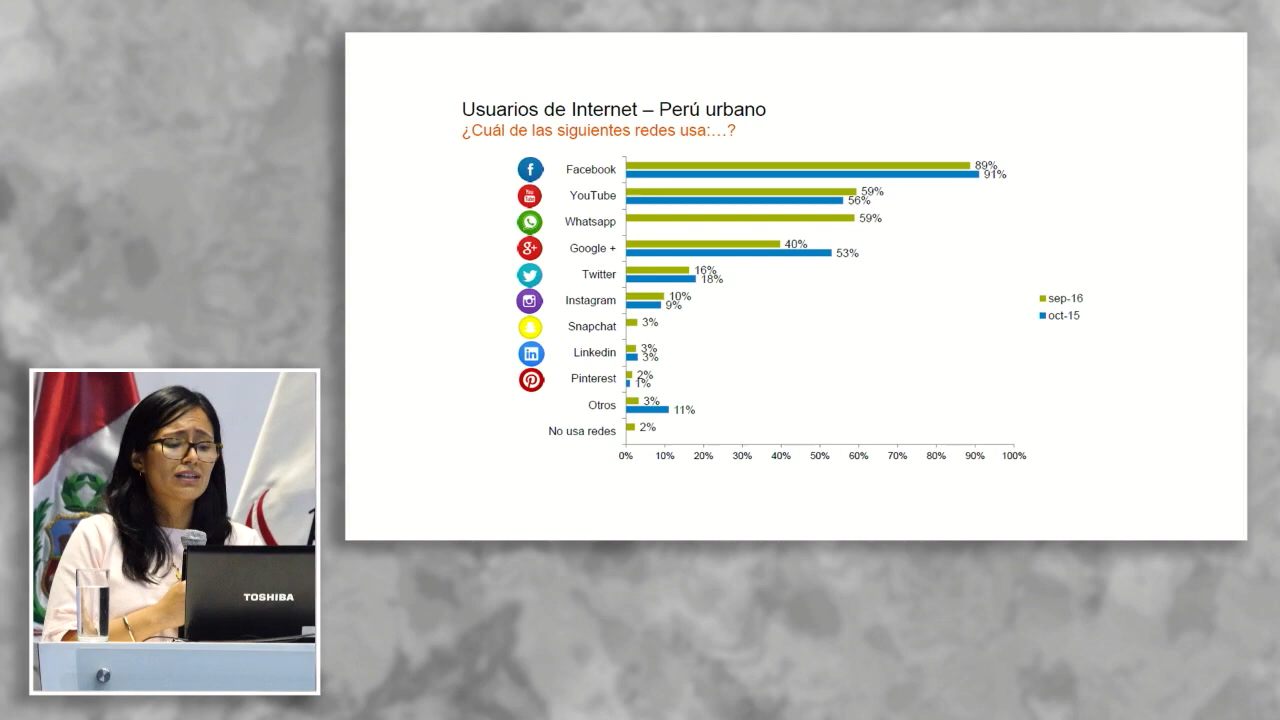 Usuarios de Internet – Perú urbano
¿Cuál de las siguientes redes usa:…?
Facebook 89% 91%
YouTube 59% 56%
Whatsapp 59%
Google + 40% 53%
Twitter 16% 18%
Instagram 10% 9%
Snapchat 3%
Linkedin 3% 3%
Pinterest 2% 1%
Otros 3% 11%
No usa redes 2%
0% 10% 20% 30% 40% 50% 60% 70% 80% 90% 100%
sep-16
oct-15
TOSHIBA